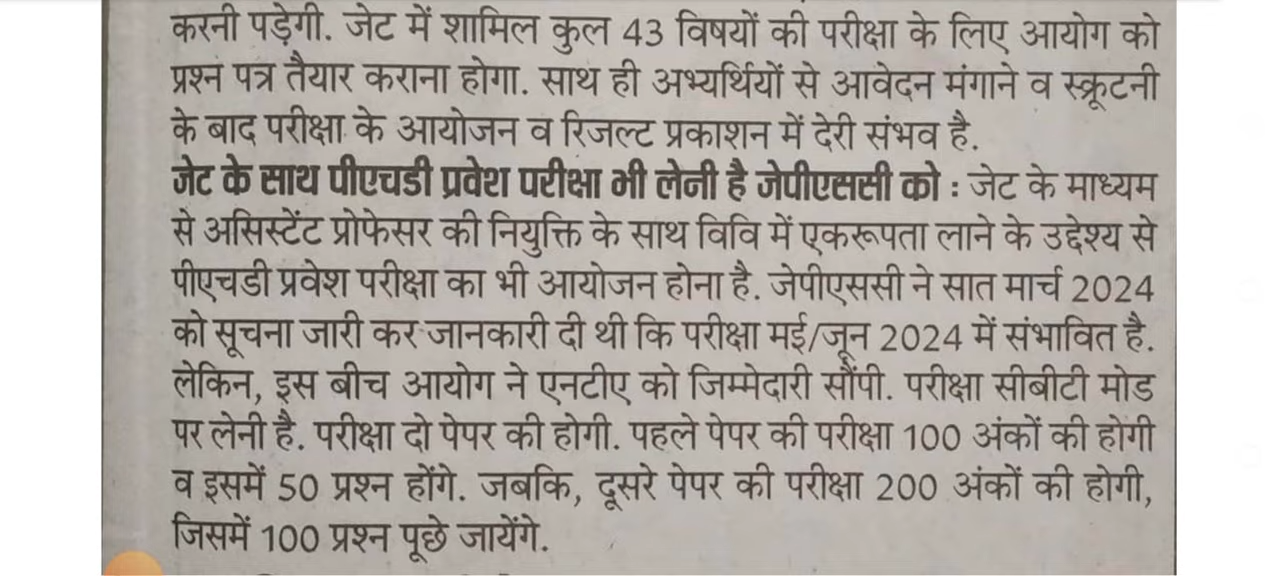 करनी पड़ेगी. जेट में शामिल कुल 43 विषयों की परीक्षा के लिए आयोग को
प्रश्न पत्र तैयार कराना होगा. साथ ही अभ्यर्थियों से आवेदन मंगाने व स्क्रूटनी
के बाद परीक्षा के आयोजन व रिजल्ट प्रकाशन में देरी संभव है.
जेट के साथ पीएचडी प्रवेश परीक्षा भी लेनी है जेपीएससी को : जेट के माध्यम
से असिस्टेंट प्रोफेसर की नियुक्ति के साथ विवि में एकरूपता लाने के उद्देश्य से
पीएचडी प्रवेश परीक्षा का भी आयोजन होना है. जेपीएससी ने सात मार्च 2024
को सूचना जारी कर जानकारी दी थी कि परीक्षा मई/जून 2024 में संभावित है.
लेकिन, इस बीच आयोग ने एनटीए को जिम्मेदारी सौंपी. परीक्षा सीबीटी मोड
पर लेनी है. परीक्षा दो पेपर की होगी. पहले पेपर की परीक्षा 100 अंकों की होगी
व इसमें 50 प्रश्न होंगे. जबकि, दूसरे पेपर की परीक्षा 200 अंकों की होगी,
जिसमें 100 प्रश्न पूछे जायेंगे.